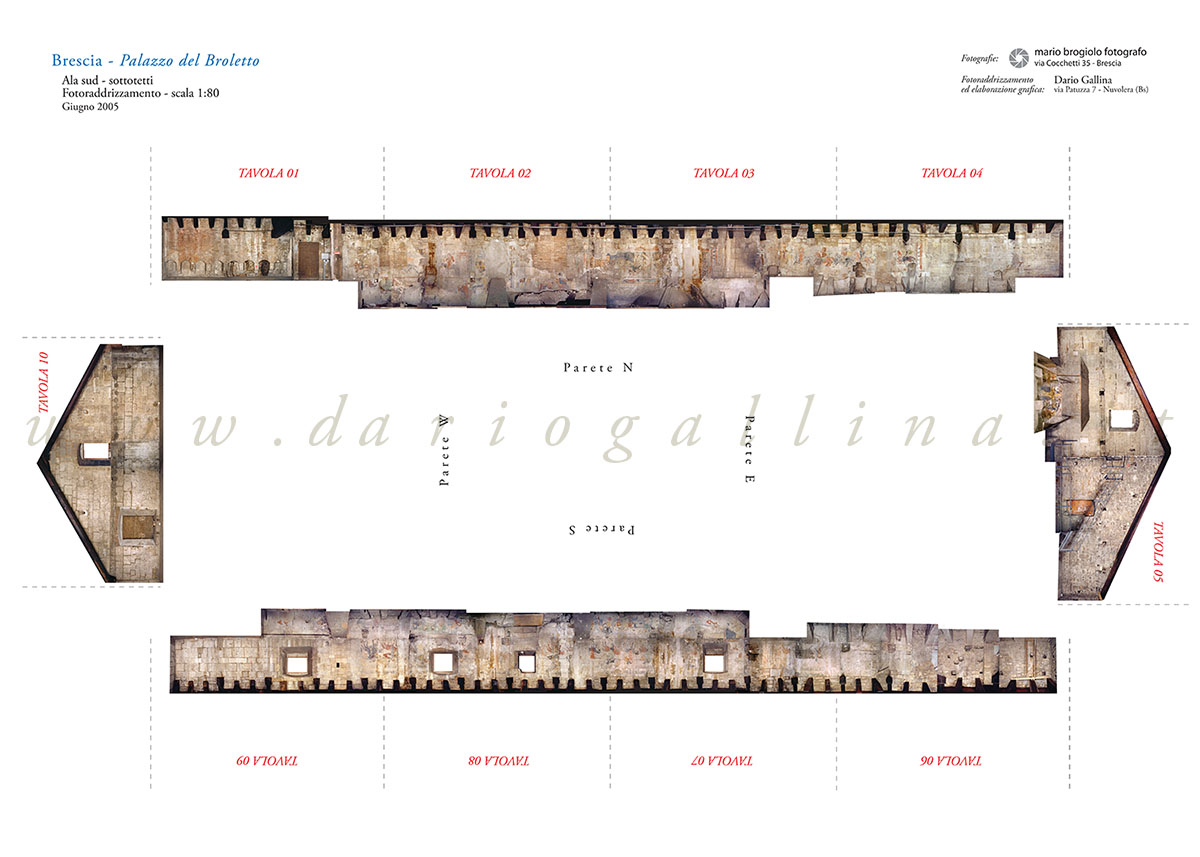 Brescia - Palazzo del Broletto
Ala sud - sottotetti
Fotoraddrizzamento - scala 1:80
Giugno 2005
Fotografie:
mario brogiolo fotografo
via Cocchetti 35 - Brescia
Fotoraddrizzamento
ed elaborazione grafica:
Dario Gallina
via Patuzza 7 - Nuvolera (Bs)
TAVOLA 01
TAVOLA 02
TAVOLA 03
TAVOLA 04
TAVOLA 10
Parete N
www.dariogallina.it
Parete W
Parete E
Parete S
TAVOLA 05
TAVOLA 09
TAVOLA 08
TAVOLA 07
TAVOLA 06